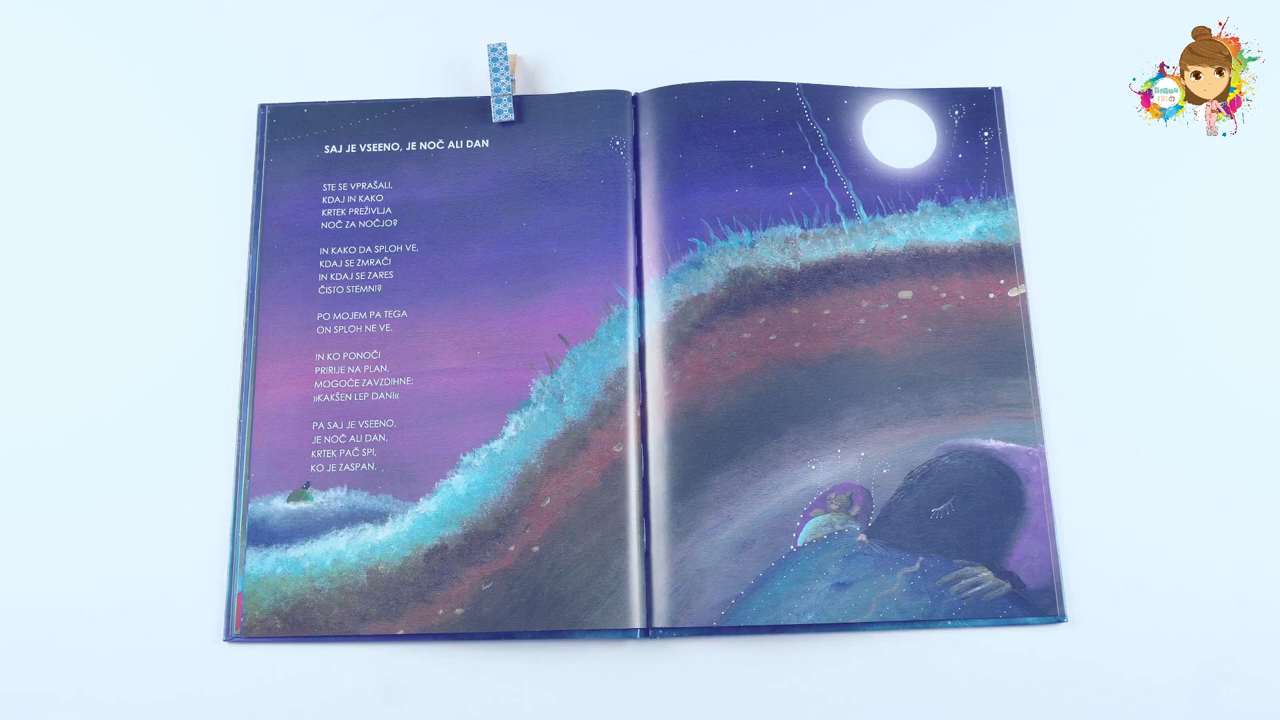 SAJ JE VSEENO, JE NOČ ALI DAN
STE SE VPRAŠALI,
KDAJ IN KAKO
KRTEK PREŽIVLJA
NOČ ZA NOČJO?
IN KAKO DA SPLOH VE,
KDAJ SE ZMRAČI
IN KDAJ SE ZARES
ČISTO STEMNI?
PO MOJEM PA TEGA
ON SPLOH NE VE.
IN KO PONOČI
PRIRIJE NA PLAN,
MOGOČE ZAVZDIHNE:
»KAKŠEN LEP DAN!«
PA SAJ JE VSEENO,
JE NOČ ALI DAN,
KRTEK PAČ SPI,
KO JE ZASPAN.